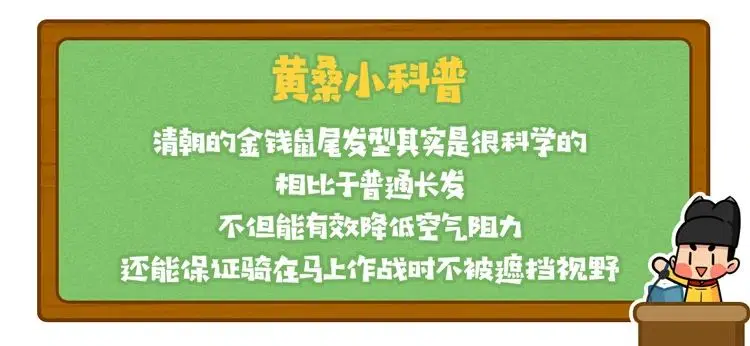 黄桑小科普
清朝的金钱鼠尾发型其实是很科学的
相比于普通长发
不但能有效降低空气阻力
还能保证骑在马上作战时不被遮挡视野